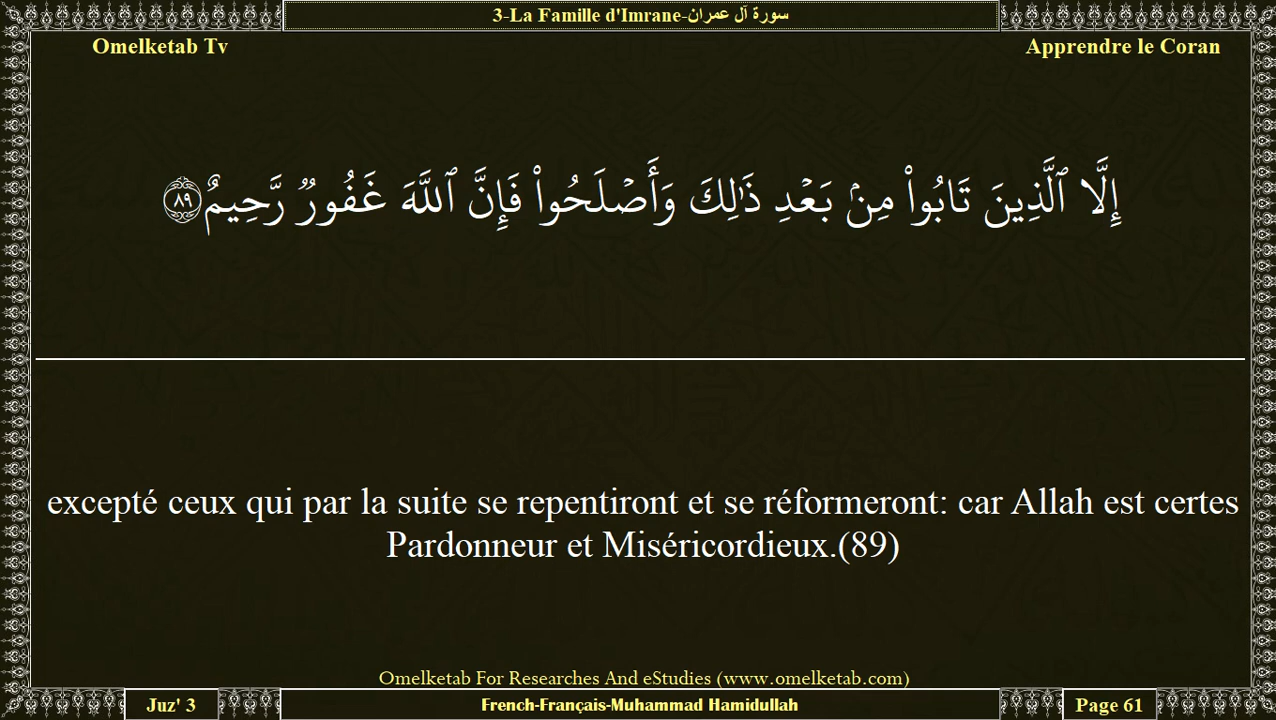 3-La Famille d'Imrane-سورة آل عمران
Omelketab Tv
Apprendre le Coran
إِلَّا ٱلَّذِينَ تَابُوا۟ مِنۢ بَعْدِ ذَٰلِكَ وَأَصْلَحُوا۟ فَإِنَّ ٱللَّهَ غَفُورٌۭ رَّحِيمٌ ۝٨٩
excepté ceux qui par la suite se repentiront et se réformeront: car Allah est certes
Pardonneur et Miséricordieux.(89)
Omelketab For Researches And eStudies (www.omelketab.com)
Juz' 3
French-Français-Muhammad Hamidullah
Page 61